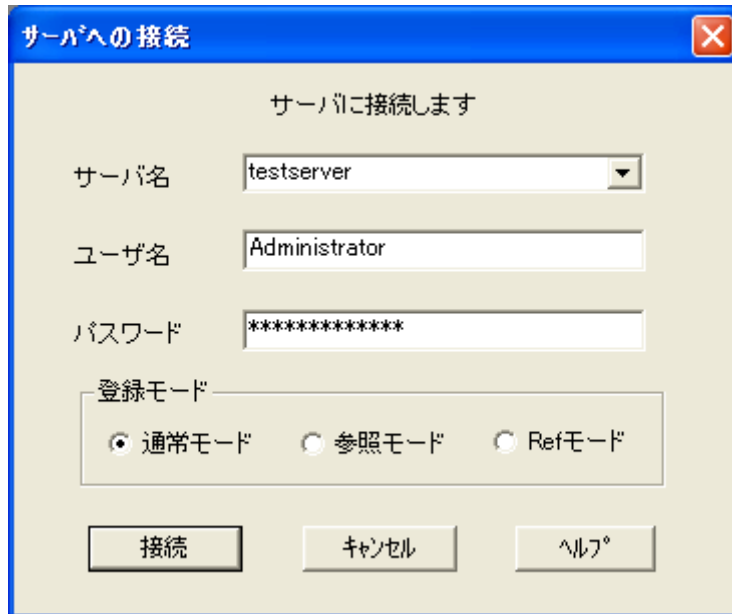 サーバへの接続
サーバに接続します
サーバ名 testserver
ユーザ名 Administrator
パスワード *************
登録モード
通常モード 参照モード Refモード
接続 キャンセル ヘルプ